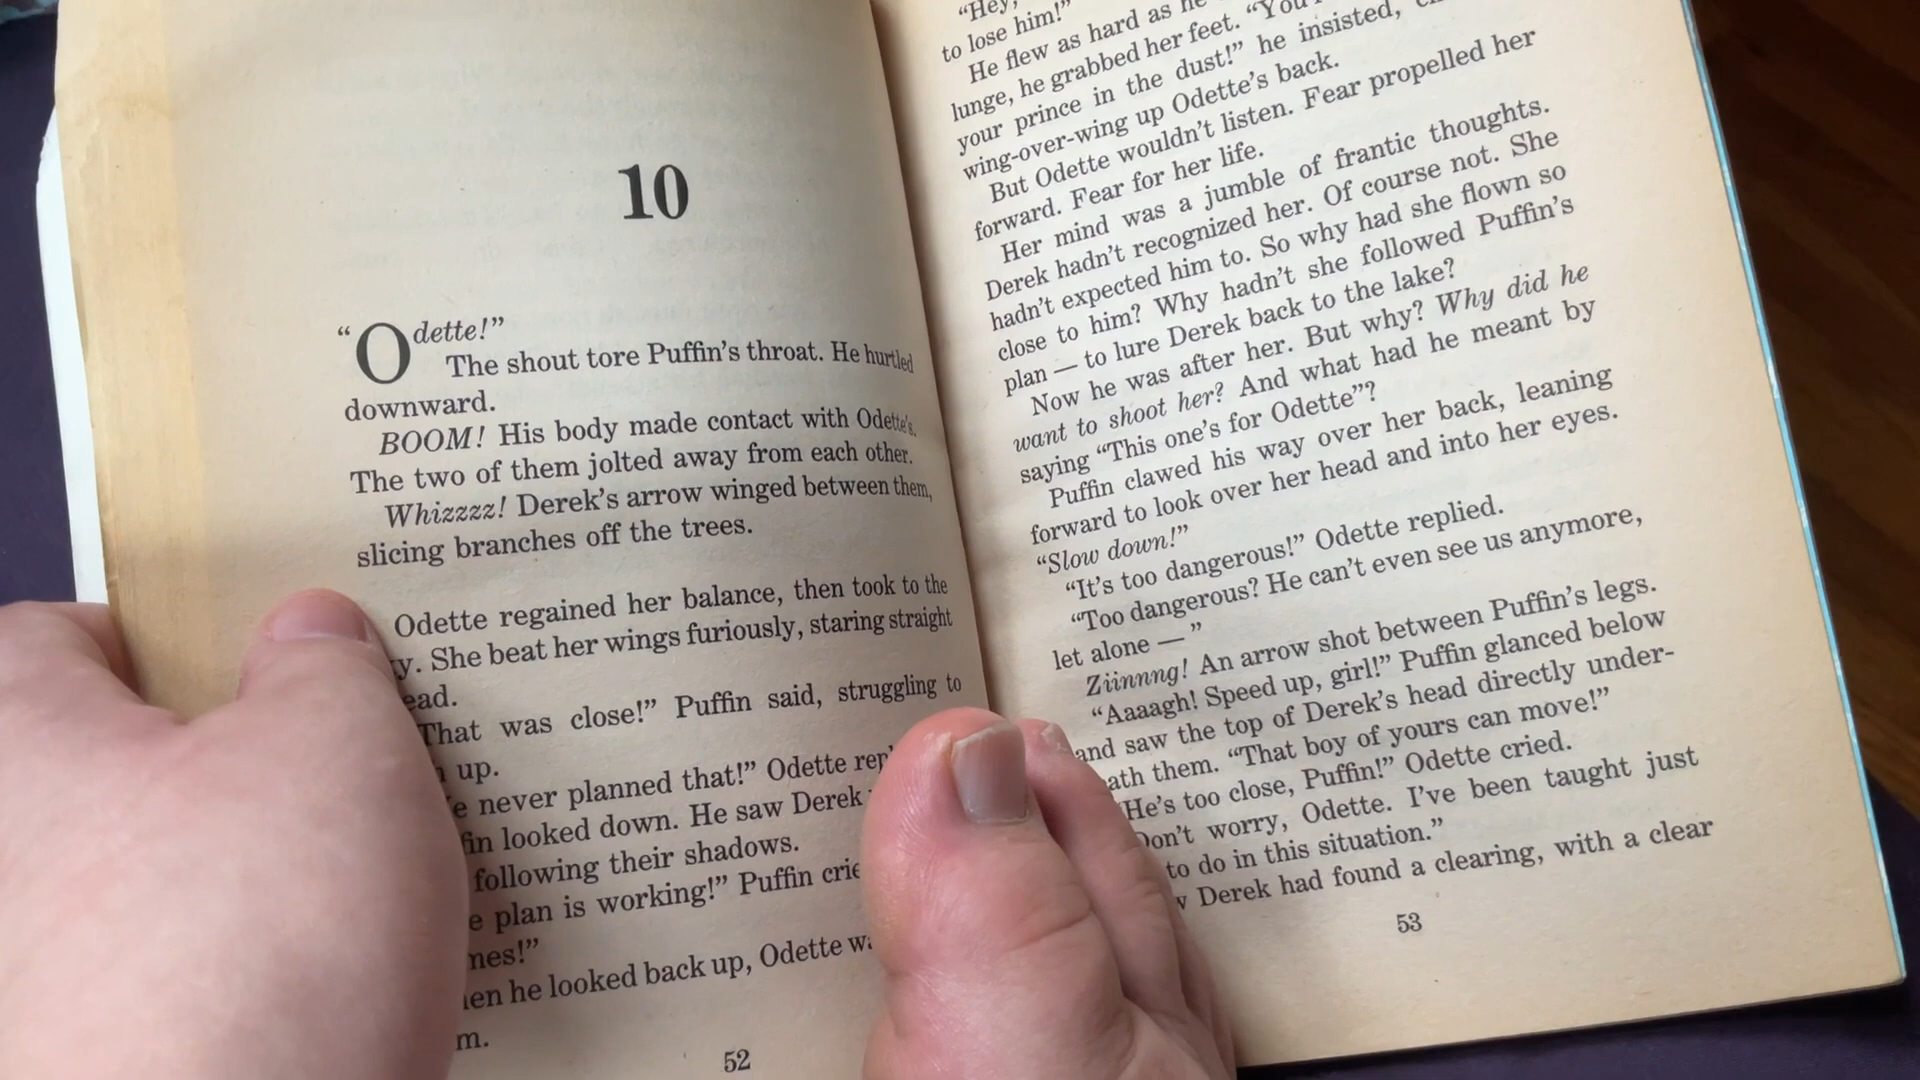 10
“Odette!”
The shout tore Puffin’s throat. He hurtled
downward.
BOOM! His body made contact with Odette’s.
The two of them jolted away from each other.
Whizzzz! Derek’s arrow winged between them,
slicing branches off the trees.
Odette regained her balance, then took to the
She beat her wings furiously, staring straight
That was close!” Puffin said, struggling to
up.
never planned that!” Odette
looked down. He saw Derek
following their shadows.
plan is working!” Puffin
he looked back up, Odette
52
“Hey,
to lose him!”
He flew as hard as he
lunge, he grabbed her feet. “You
your prince in the dust!” he insisted,
wing-over-wing up Odette’s back.
But Odette wouldn’t listen. Fear propelled her
forward. Fear for her life.
Her mind was a jumble of frantic thoughts.
Derek hadn’t recognized her. Of course not. She
hadn’t expected him to. So why had she flown so
close to him? Why hadn’t she followed Puffin’s
plan — to lure Derek back to the lake?
Now he was after her. But why? Why did he
want to shoot her? And what had he meant by
saying “This one’s for Odette”?
Puffin clawed his way over her back, leaning
forward to look over her head and into her eyes.
“Slow down!”
“It’s too dangerous!” Odette replied.
“Too dangerous? He can’t even see us anymore,
let alone — ”
Ziinnng! An arrow shot between Puffin’s legs.
“Aaaagh! Speed up, girl!” Puffin glanced below
and saw the top of Derek’s head directly under-
them. “That boy of yours can move!”
“He’s too close, Puffin!” Odette cried.
Don’t worry, Odette. I’ve been taught just
to do in this situation.”
Derek had found a clearing, with a clear
53